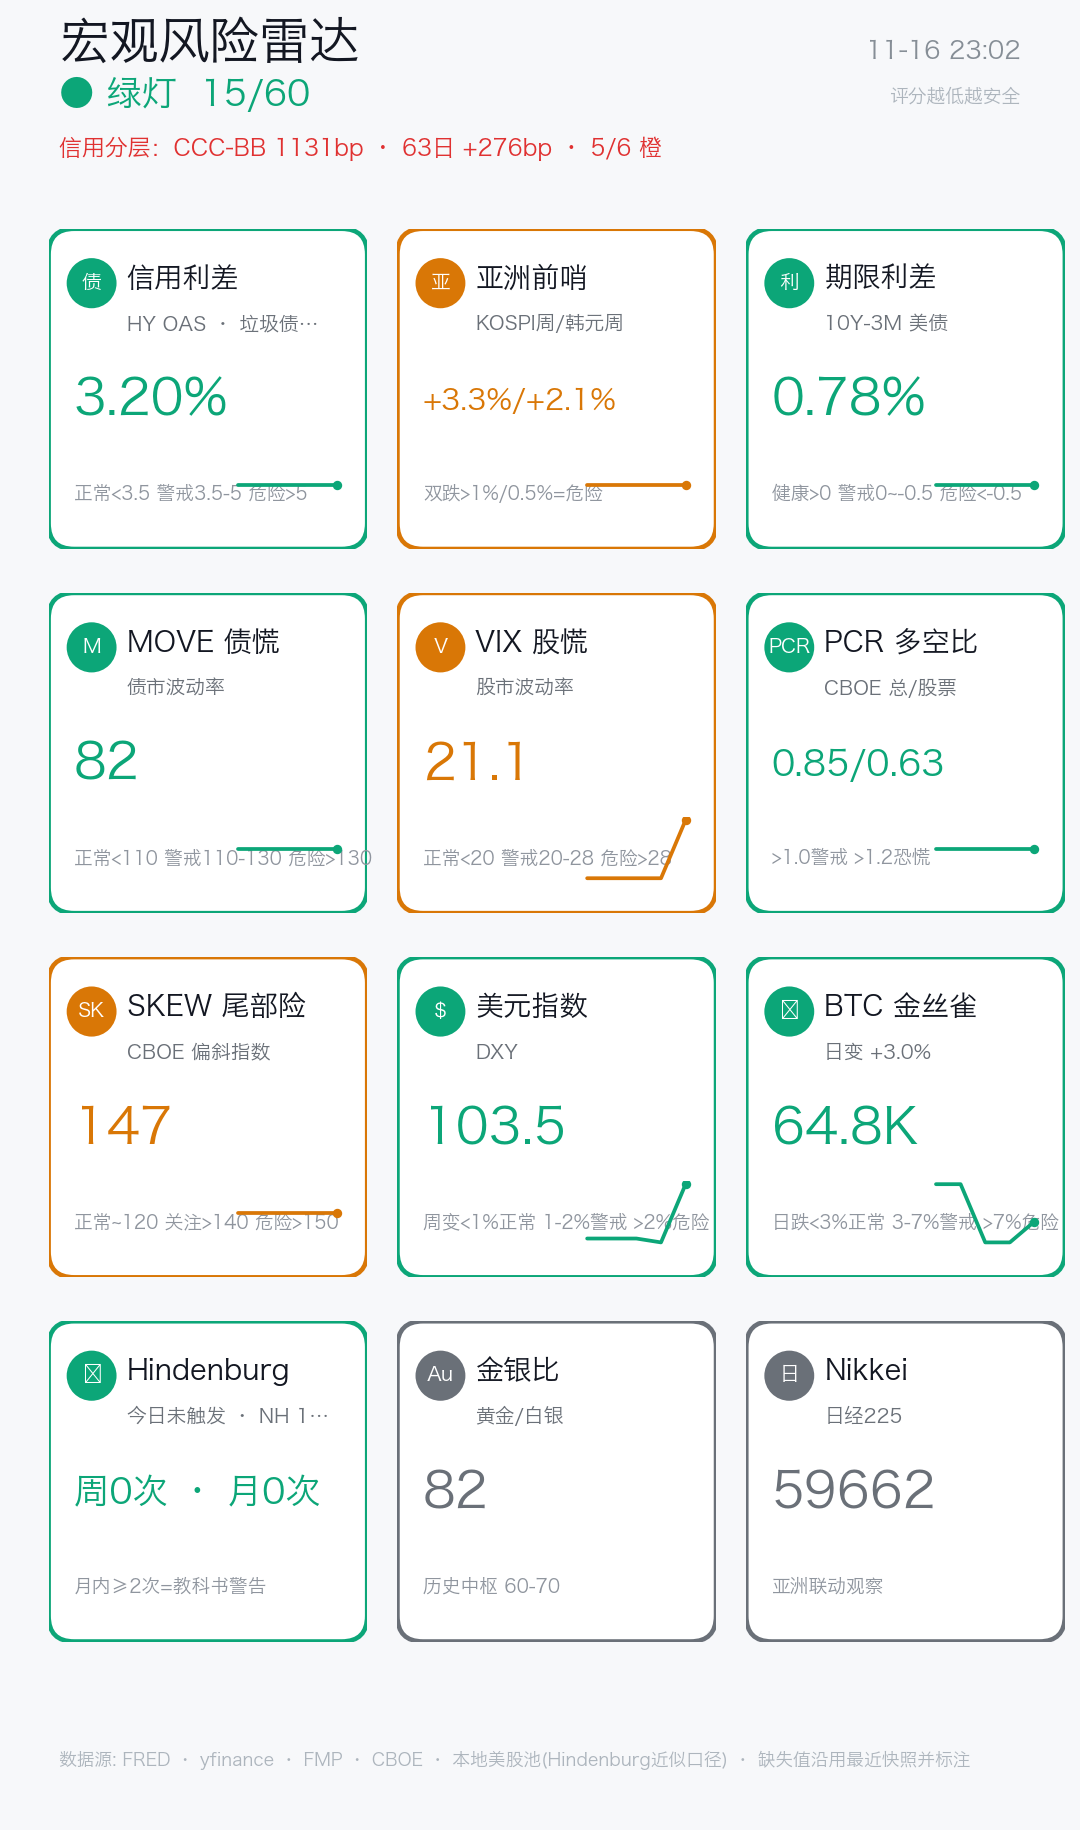 宏观风险雷达
11-16 23:02
绿灯 15/60
评分越低越安全
信用分层: CCC-BB 1131bp · 63日 +276bp · 5/6 橙
债 信用利差
HY OAS · 垃圾债…
3.20%
正常<3.5 警戒3.5-5 危险>5
亚 亚洲前哨
KOSPI周/韩元周
+3.3%/+2.1%
双跌>1%/0.5%=危险
利 期限利差
10Y-3M 美债
0.78%
健康>0 警戒0~-0.5 危险<-0.5
M MOVE 债慌
债市波动率
82
正常<110 警戒110-130 危险>130
V VIX 股慌
股市波动率
21.1
正常<20 警戒20-28 危险>28
PCR PCR 多空比
CBOE 总/股票
0.85/0.63
>1.0警戒 >1.2恐慌
SK SKEW 尾部险
CBOE 偏斜指数
147
正常~120 关注>140 危险>150
$ 美元指数
DXY
103.5
周变<1%正常 1-2%警戒 >2%危险
BTC 金丝雀
日变 +3.0%
64.8K
日跌<3%正常 3-7%警戒 >7%危险
Hindenburg
今日未触发 · NH 1…
周0次 · 月0次
月内≥2次=教科书警告
Au 金银比
黄金/白银
82
历史中枢 60-70
日 Nikkei
日经225
59662
亚洲联动观察
数据源: FRED · yfinance · FMP · CBOE · 本地美股池(Hindenburg近似口径) · 缺失值沿用最近快照并标注